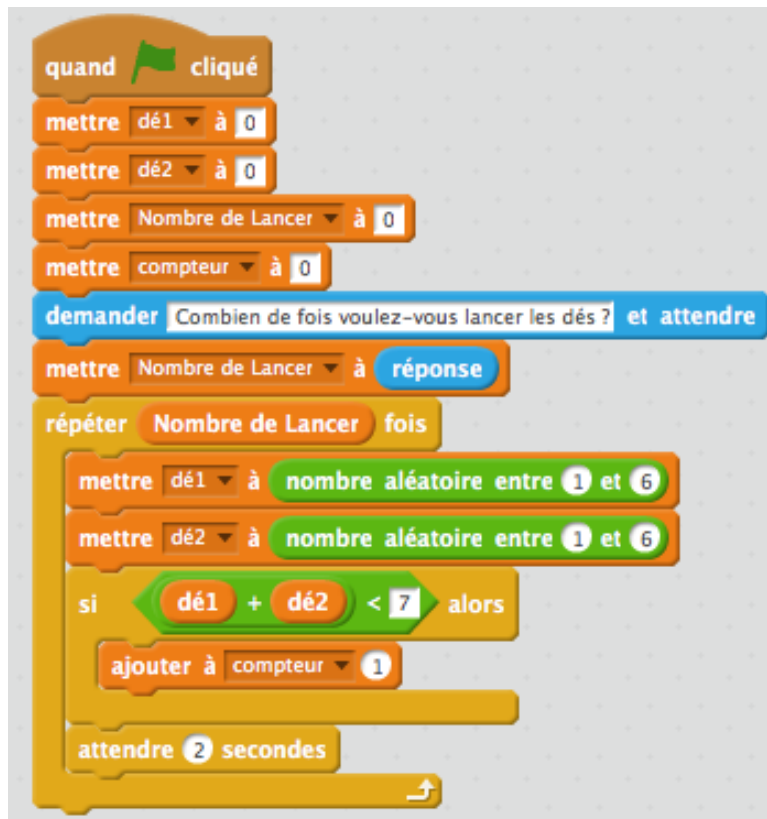 quand cliqué
mettre dé1 à 0
mettre dé2 à 0
mettre Nombre de Lancer à 0
mettre compteur à 0
demander Combien de fois voulez-vous lancer les dés ? et attendre
mettre Nombre de Lancer à réponse
répéter Nombre de Lancer fois
mettre dé1 à nombre aléatoire entre 1 et 6
mettre dé2 à nombre aléatoire entre 1 et 6
si dé1 + dé2 < 7 alors
ajouter à compteur 1
attendre 2 secondes